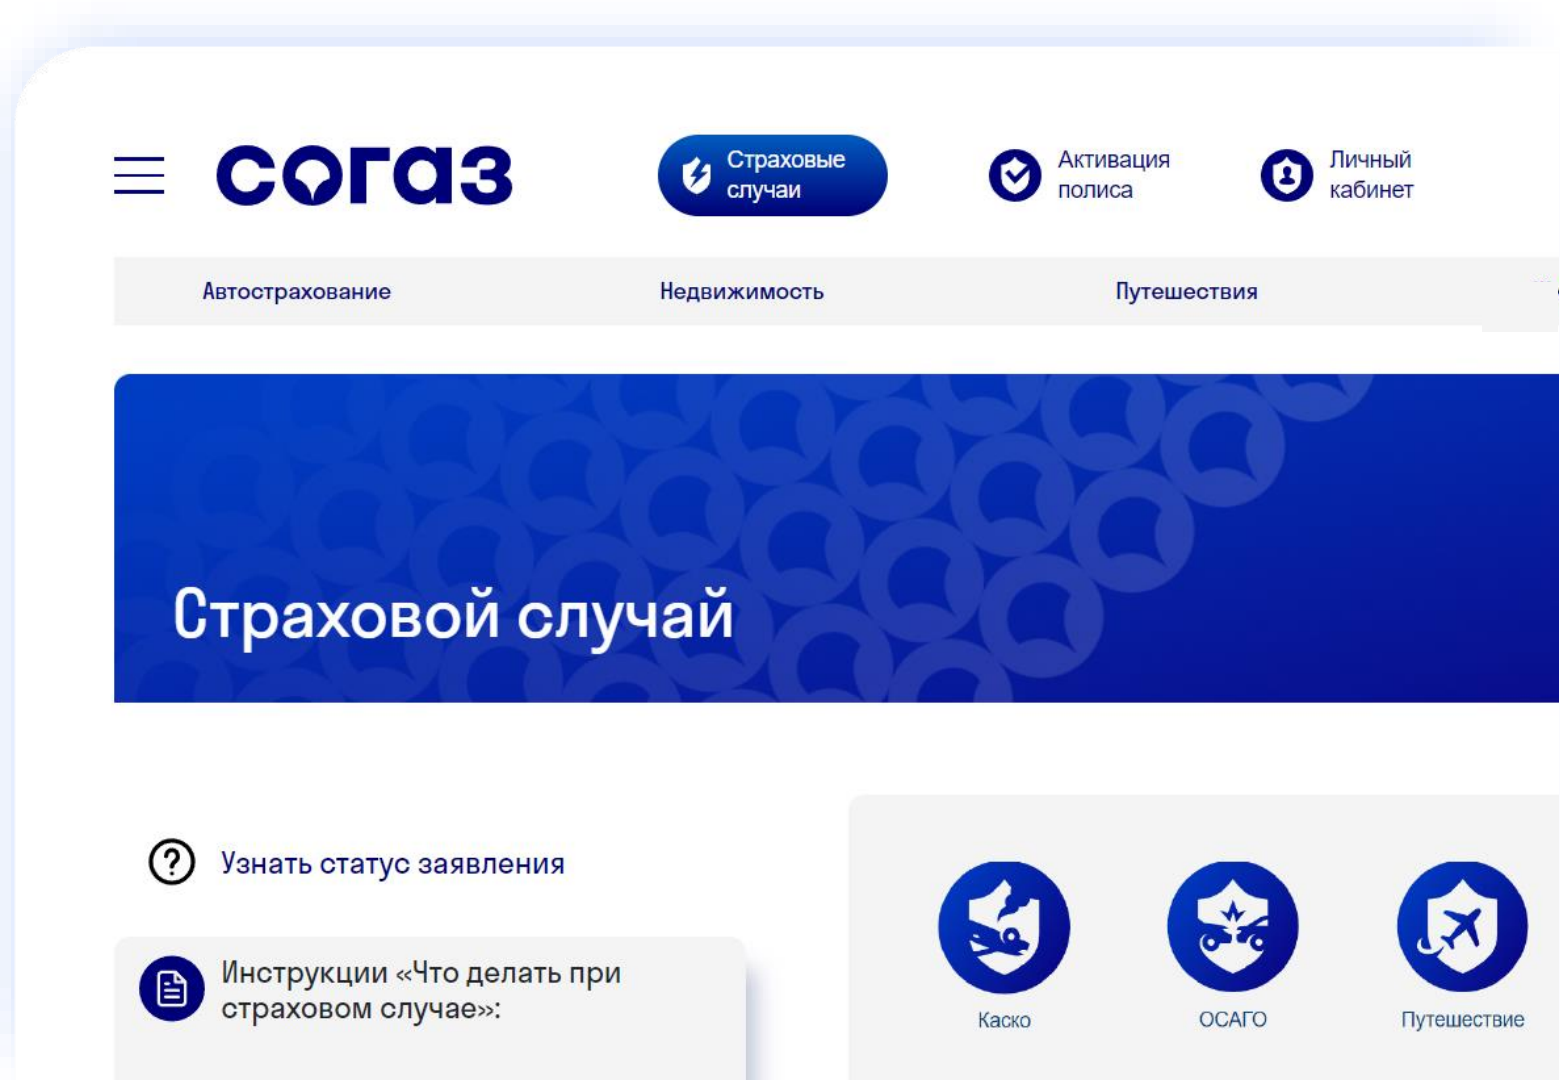 согаз
Страховые
случаи
Активация
полиса
Личный
кабинет
Автострахование
Недвижимость
Путешествия
Страховой случай
Узнать статус заявления
Инструкции «Что делать при
страховом случае»:
Каско
ОСАГО
Путешествие